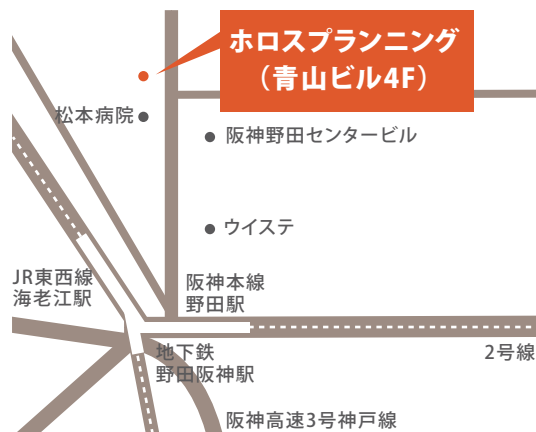 ホロスプランニング
(青山ビル4F)
松本病院
阪神野田センタービル
ウイステ
JR東西線
海老江駅
阪神本線
野田駅
地下鉄
野田阪神駅
2号線
阪神高速3号神戸線